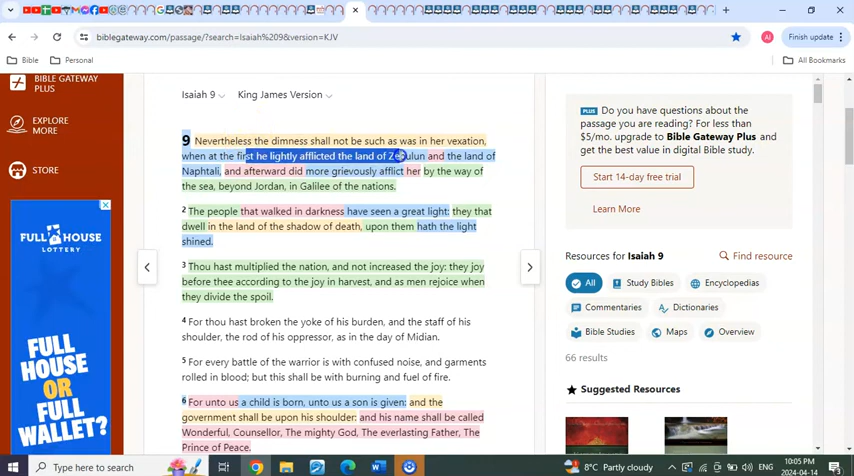 biblegateway.com/passage/?search=Isaiah%209&version=KJV
Finish update
Bible
Personal
All Bookmarks
BIBLE GATEWAY
PLUS
EXPLORE
MORE
STORE
FULL HOUSE
LOTTERY
FULL
HOUSE
OR
FULL
WALLET?
Isaiah 9
King James Version
9 Nevertheless the dimness shall not be such as was in her vexation,
when at the first he lightly afflicted the land of Zebulun and the land of
Naphtali, and afterward did more grievously afflict her by the way of
the sea, beyond Jordan, in Galilee of the nations.
2 The people that walked in darkness have seen a great light: they that
dwell in the land of the shadow of death, upon them hath the light
shined.
3 Thou hast multiplied the nation, and not increased the joy: they joy
before thee according to the joy in harvest, and as men rejoice when
they divide the spoil.
4 For thou hast broken the yoke of his burden, and the staff of his
shoulder, the rod of his oppressor, as in the day of Midian.
5 For every battle of the warrior is with confused noise, and garments
rolled in blood; but this shall be with burning and fuel of fire.
6 For unto us a child is born, unto us a son is given: and the
government shall be upon his shoulder: and his name shall be called
Wonderful, Counsellor, The mighty God, The everlasting Father, The
Prince of Peace.
PLUS Do you have questions about the
passage you are reading? For less than
$5/mo. upgrade to Bible Gateway Plus and
get the best value in digital Bible study.
Start 14-day free trial
Learn More
Resources for Isaiah 9
Find resource
All
Study Bibles
Encyclopedias
Commentaries
Dictionaries
Bible Studies
Maps
Overview
66 results
Suggested Resources
Type here to search
8°C Partly cloudy
ENG
10:05 PM
2024-04-14